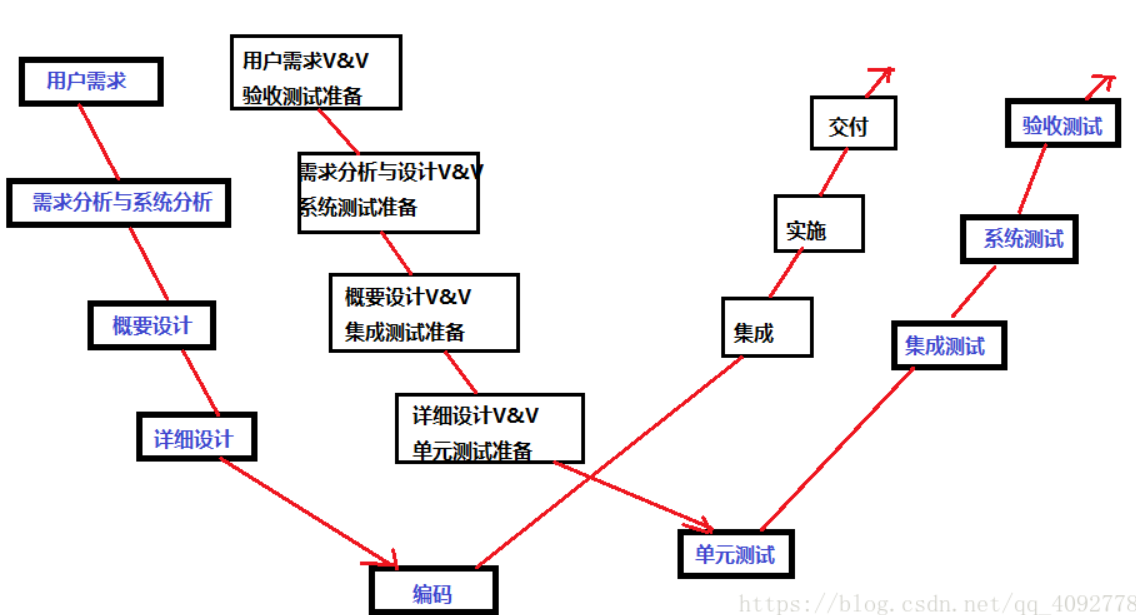 用户需求
需求分析与系统分析
概要设计
详细设计
编码
用户需求V&V
验收测试准备
需求分析与设计V&V
系统测试准备
概要设计V&V
集成测试准备
详细设计V&V
单元测试准备
交付
实施
集成
验收测试
系统测试
集成测试
单元测试
https://blog.csdn.net/qq_4092778